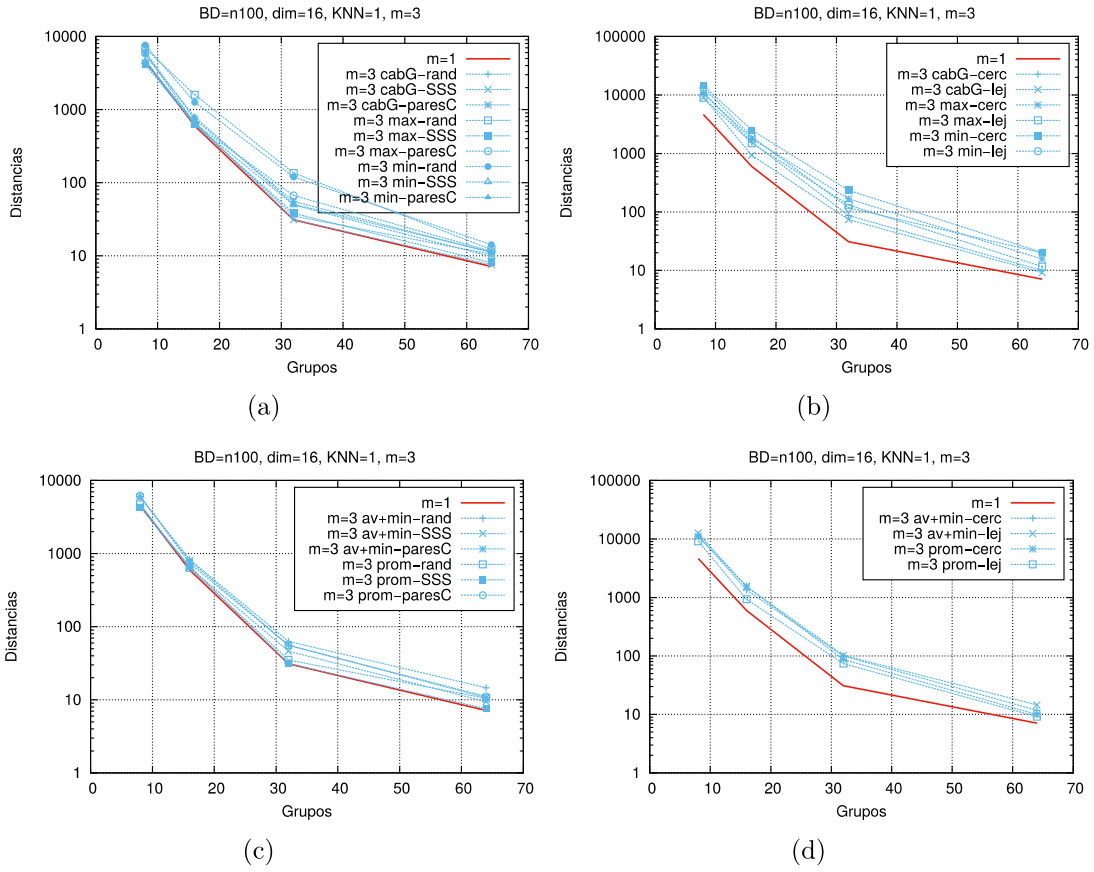 BD=n100, dim=16, KNN=1, m=3
Distancias
10000
1000
100
10
1
0 10 20 30 40 50 60 70
Grupos
m=1
m=3 cabG-rand
m=3 cabG-SSS
m=3 cabG-paresC
m=3 max-rand
m=3 max-SSS
m=3 max-paresC
m=3 min-rand
m=3 min-SSS
m=3 min-paresC
(a)
BD=n100, dim=16, KNN=1, m=3
Distancias
100000
10000
1000
100
10
1
0 10 20 30 40 50 60 70
Grupos
m=1
m=3 cabG-cerc
m=3 cabG-lej
m=3 max-cerc
m=3 max-lej
m=3 min-cerc
m=3 min-lej
(b)
BD=n100, dim=16, KNN=1, m=3
Distancias
10000
1000
100
10
1
0 10 20 30 40 50 60 70
Grupos
m=1
m=3 av+min-rand
m=3 av+min-SSS
m=3 av+min-paresC
m=3 prom-rand
m=3 prom-SSS
m=3 prom-paresC
(c)
BD=n100, dim=16, KNN=1, m=3
Distancias
100000
10000
1000
100
10
1
0 10 20 30 40 50 60 70
Grupos
m=1
m=3 av+min-cerc
m=3 av+min-lej
m=3 prom-cerc
m=3 prom-lej
(d)